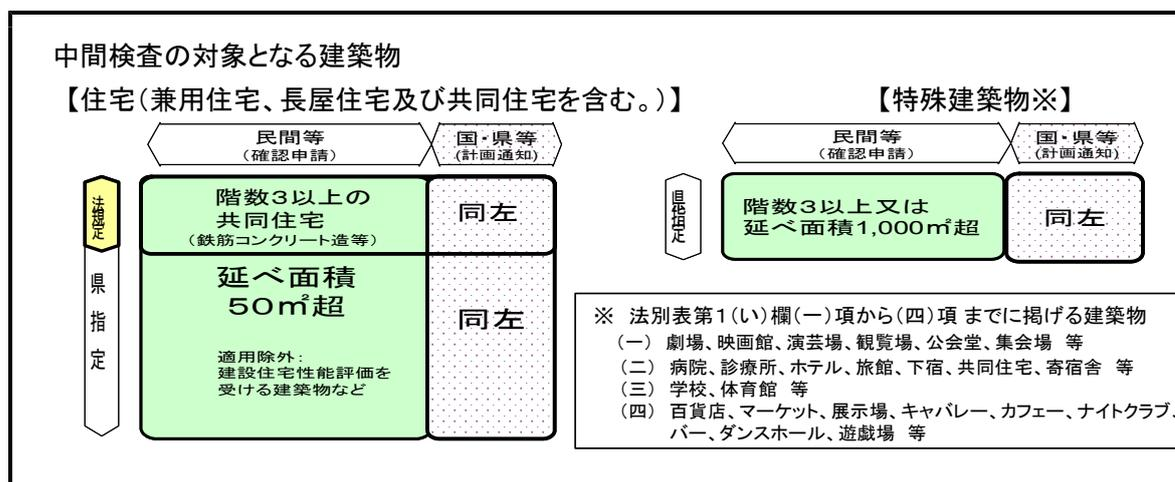 中間検査の対象となる建築物
【住宅(兼用住宅、長屋住宅及び共同住宅を含む。)】
民間等
(確認申請)
国・県等
(計画通知)
法規定
階数3以上の
共同住宅
(鉄筋コンクリート造等)
同左
県指定
延べ面積
50㎡超
適用除外:
建設住宅性能評価を
受ける建築物など
同左
【特殊建築物※】
民間等
(確認申請)
国・県等
(計画通知)
県指定
階数3以上又は
延べ面積1,000㎡超
同左
※ 法別表第1(い)欄(一)項から(四)項 までに掲げる建築物
(一) 劇場、映画館、演芸場、観覧場、公会堂、集会場 等
(二) 病院、診療所、ホテル、旅館、下宿、共同住宅、寄宿舎 等
(三) 学校、体育館 等
(四) 百貨店、マーケット、展示場、キャバレー、カフェー、ナイトクラブ、
バー、ダンスホール、遊戯場 等